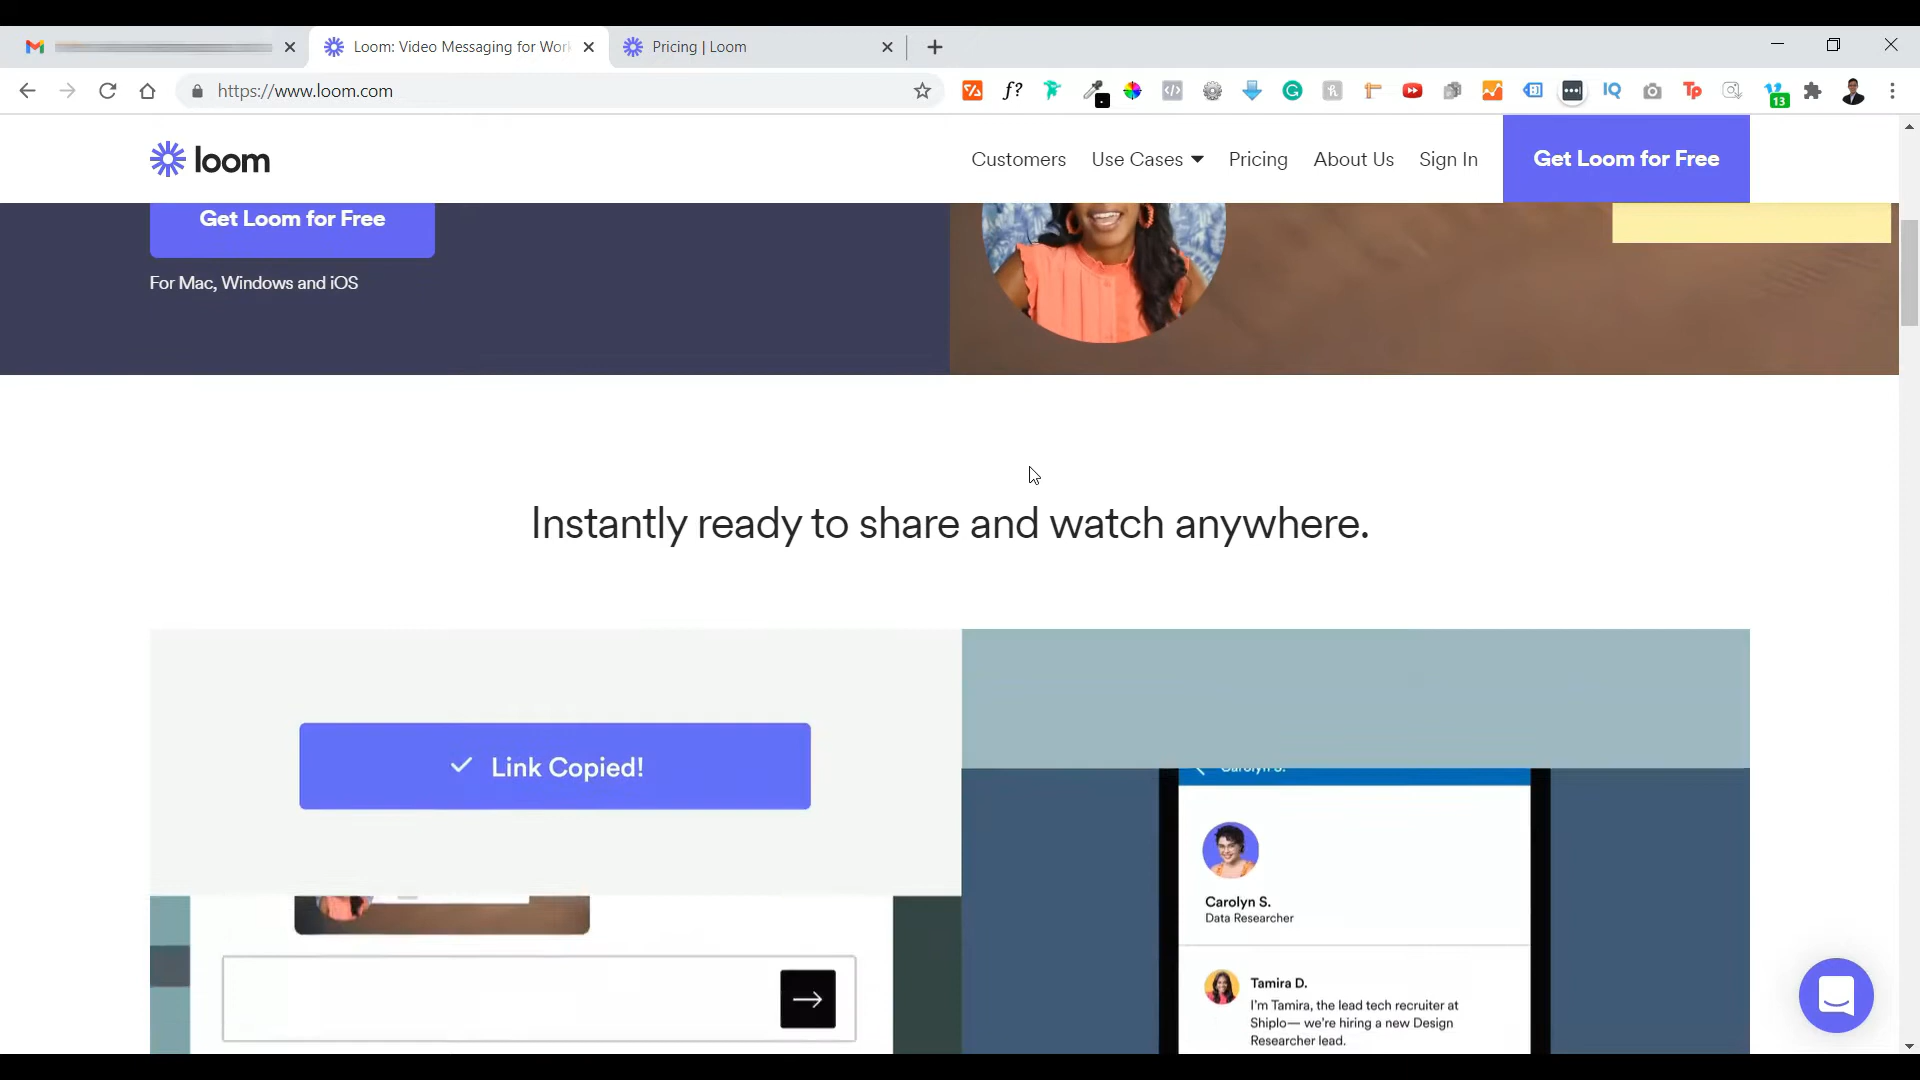 Loom: Video Messaging for Wor
Pricing | Loom
https://www.loom.com
f?
13
loom
Customers
Use Cases
Pricing
About Us
Sign In
Get Loom for Free
Get Loom for Free
For Mac, Windows and iOS
Instantly ready to share and watch anywhere.
Link Copied!
Carolyn S.
Carolyn S.
Data Researcher
Tamira D.
I'm Tamira, the lead tech recruiter at
Shiplo— we're hiring a new Design
Researcher lead.